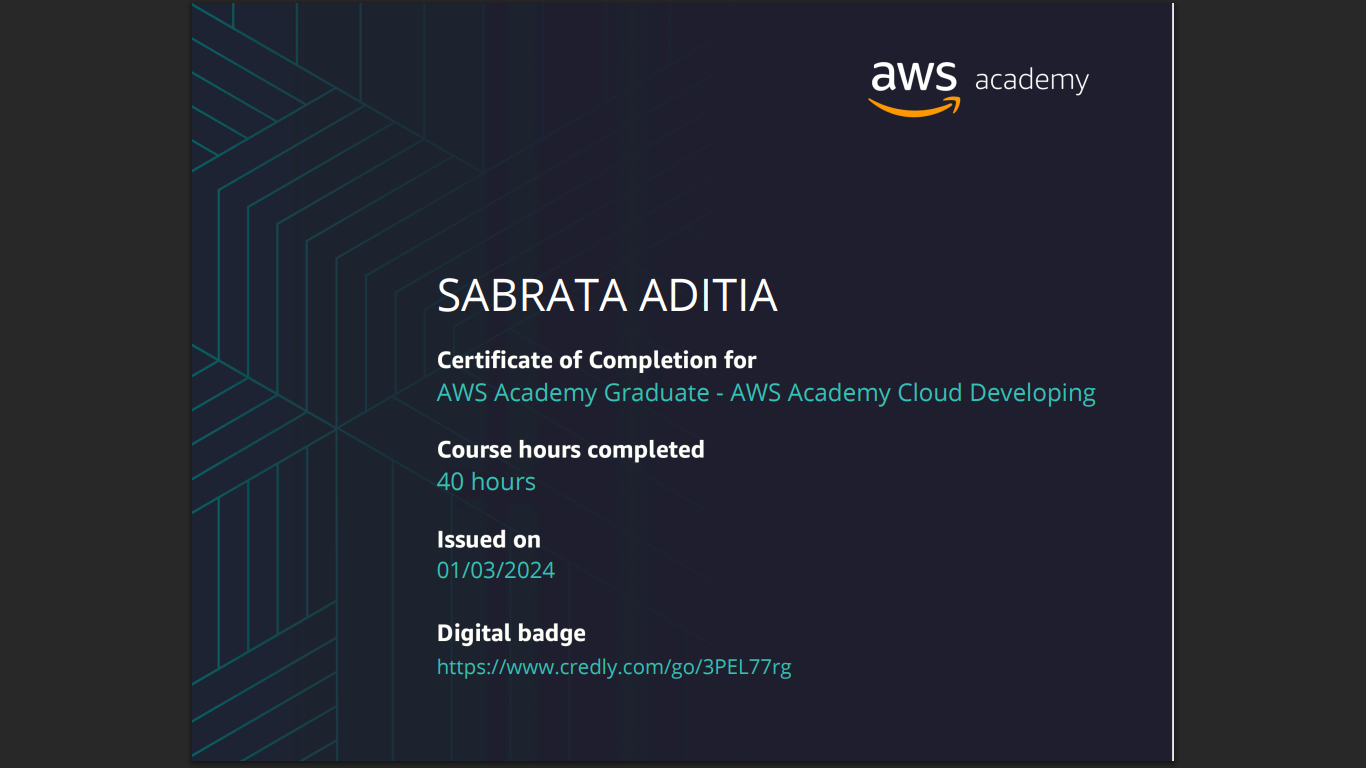 aws academy
SABRATA ADITIA
Certificate of Completion for
AWS Academy Graduate - AWS Academy Cloud Developing
Course hours completed
40 hours
Issued on
01/03/2024
Digital badge
https://www.credly.com/go/3PEL77rg